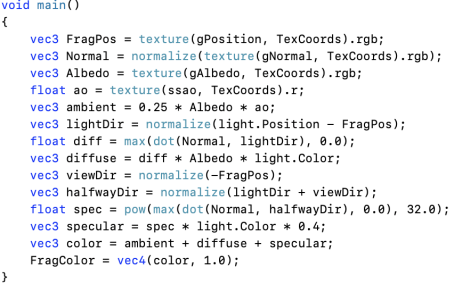 void main()
{
    vec3 FragPos = texture(gPosition, TexCoords).rgb;
    vec3 Normal = normalize(texture(gNormal, TexCoords).rgb);
    vec3 Albedo = texture(gAlbedo, TexCoords).rgb;
    float ao = texture(ssao, TexCoords).r;
    vec3 ambient = 0.25 * Albedo * ao;
    vec3 lightDir = normalize(light.Position - FragPos);
    float diff = max(dot(Normal, lightDir), 0.0);
    vec3 diffuse = diff * Albedo * light.Color;
    vec3 viewDir = normalize(-FragPos);
    vec3 halfwayDir = normalize(lightDir + viewDir);
    float spec = pow(max(dot(Normal, halfwayDir), 0.0), 32.0);
    vec3 specular = spec * light.Color * 0.4;
    vec3 color = ambient + diffuse + specular;
    FragColor = vec4(color, 1.0);
}